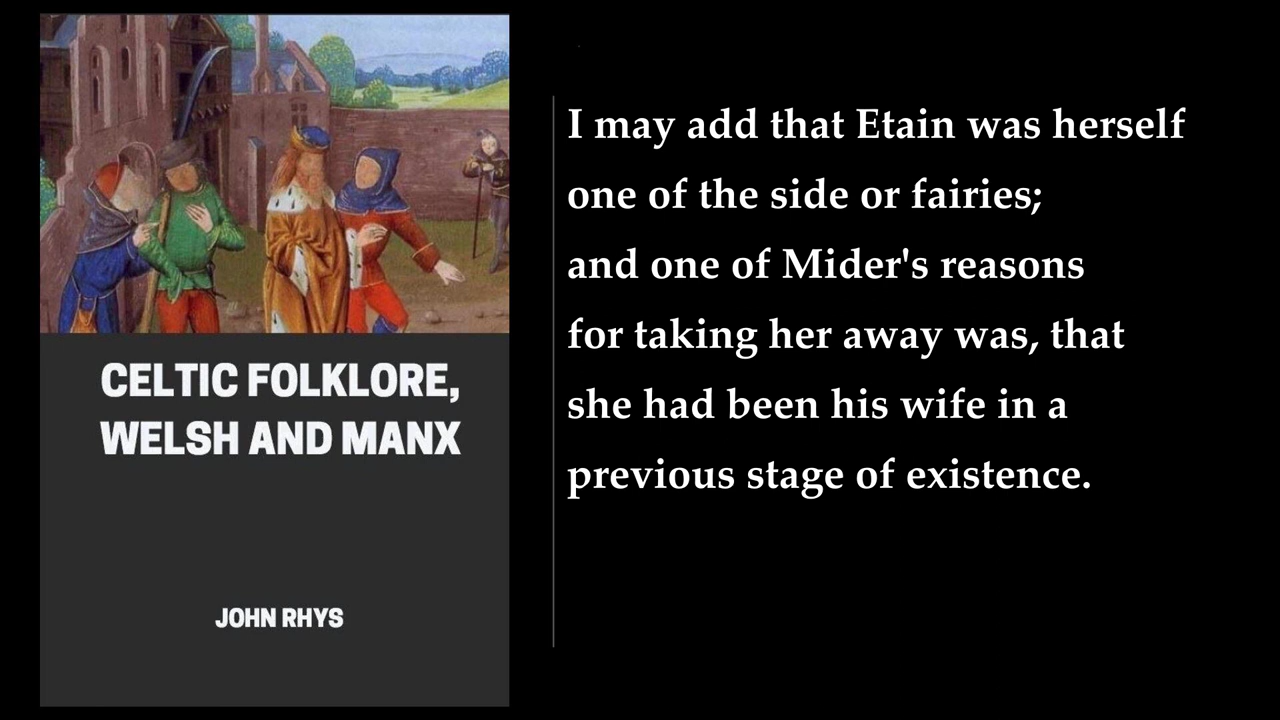 CELTIC FOLKLORE,
WELSH AND MANX
JOHN RHYS
I may add that Etain was herself
one of the side or fairies;
and one of Mider's reasons
for taking her away was, that
she had been his wife in a
previous stage of existence.